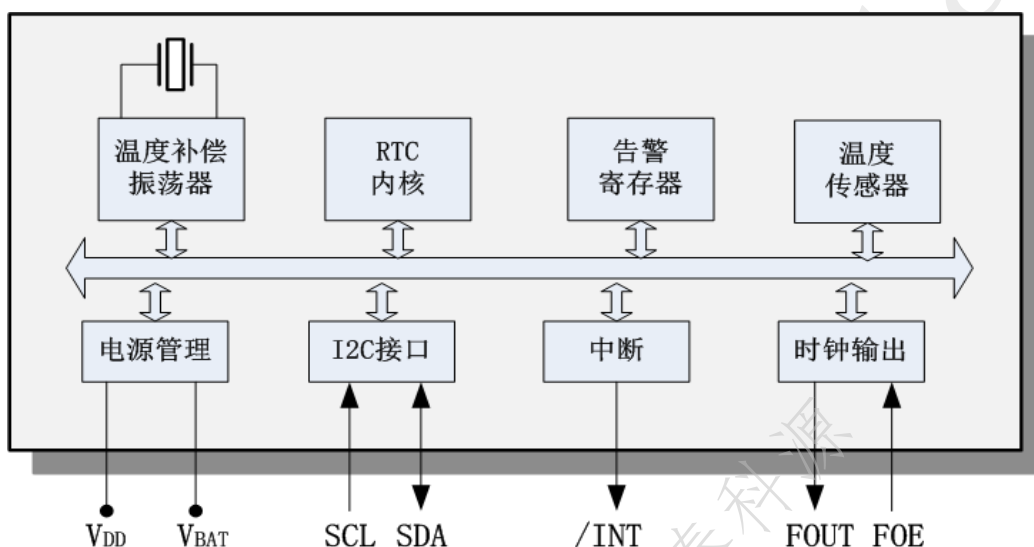 温度补偿
振荡器
RTC
内核
告警
寄存器
温度
传感器
电源管理
I2C接口
中断
时钟输出
VDD
VBAT
SCL
SDA
/INT
FOUT
FOE
科源